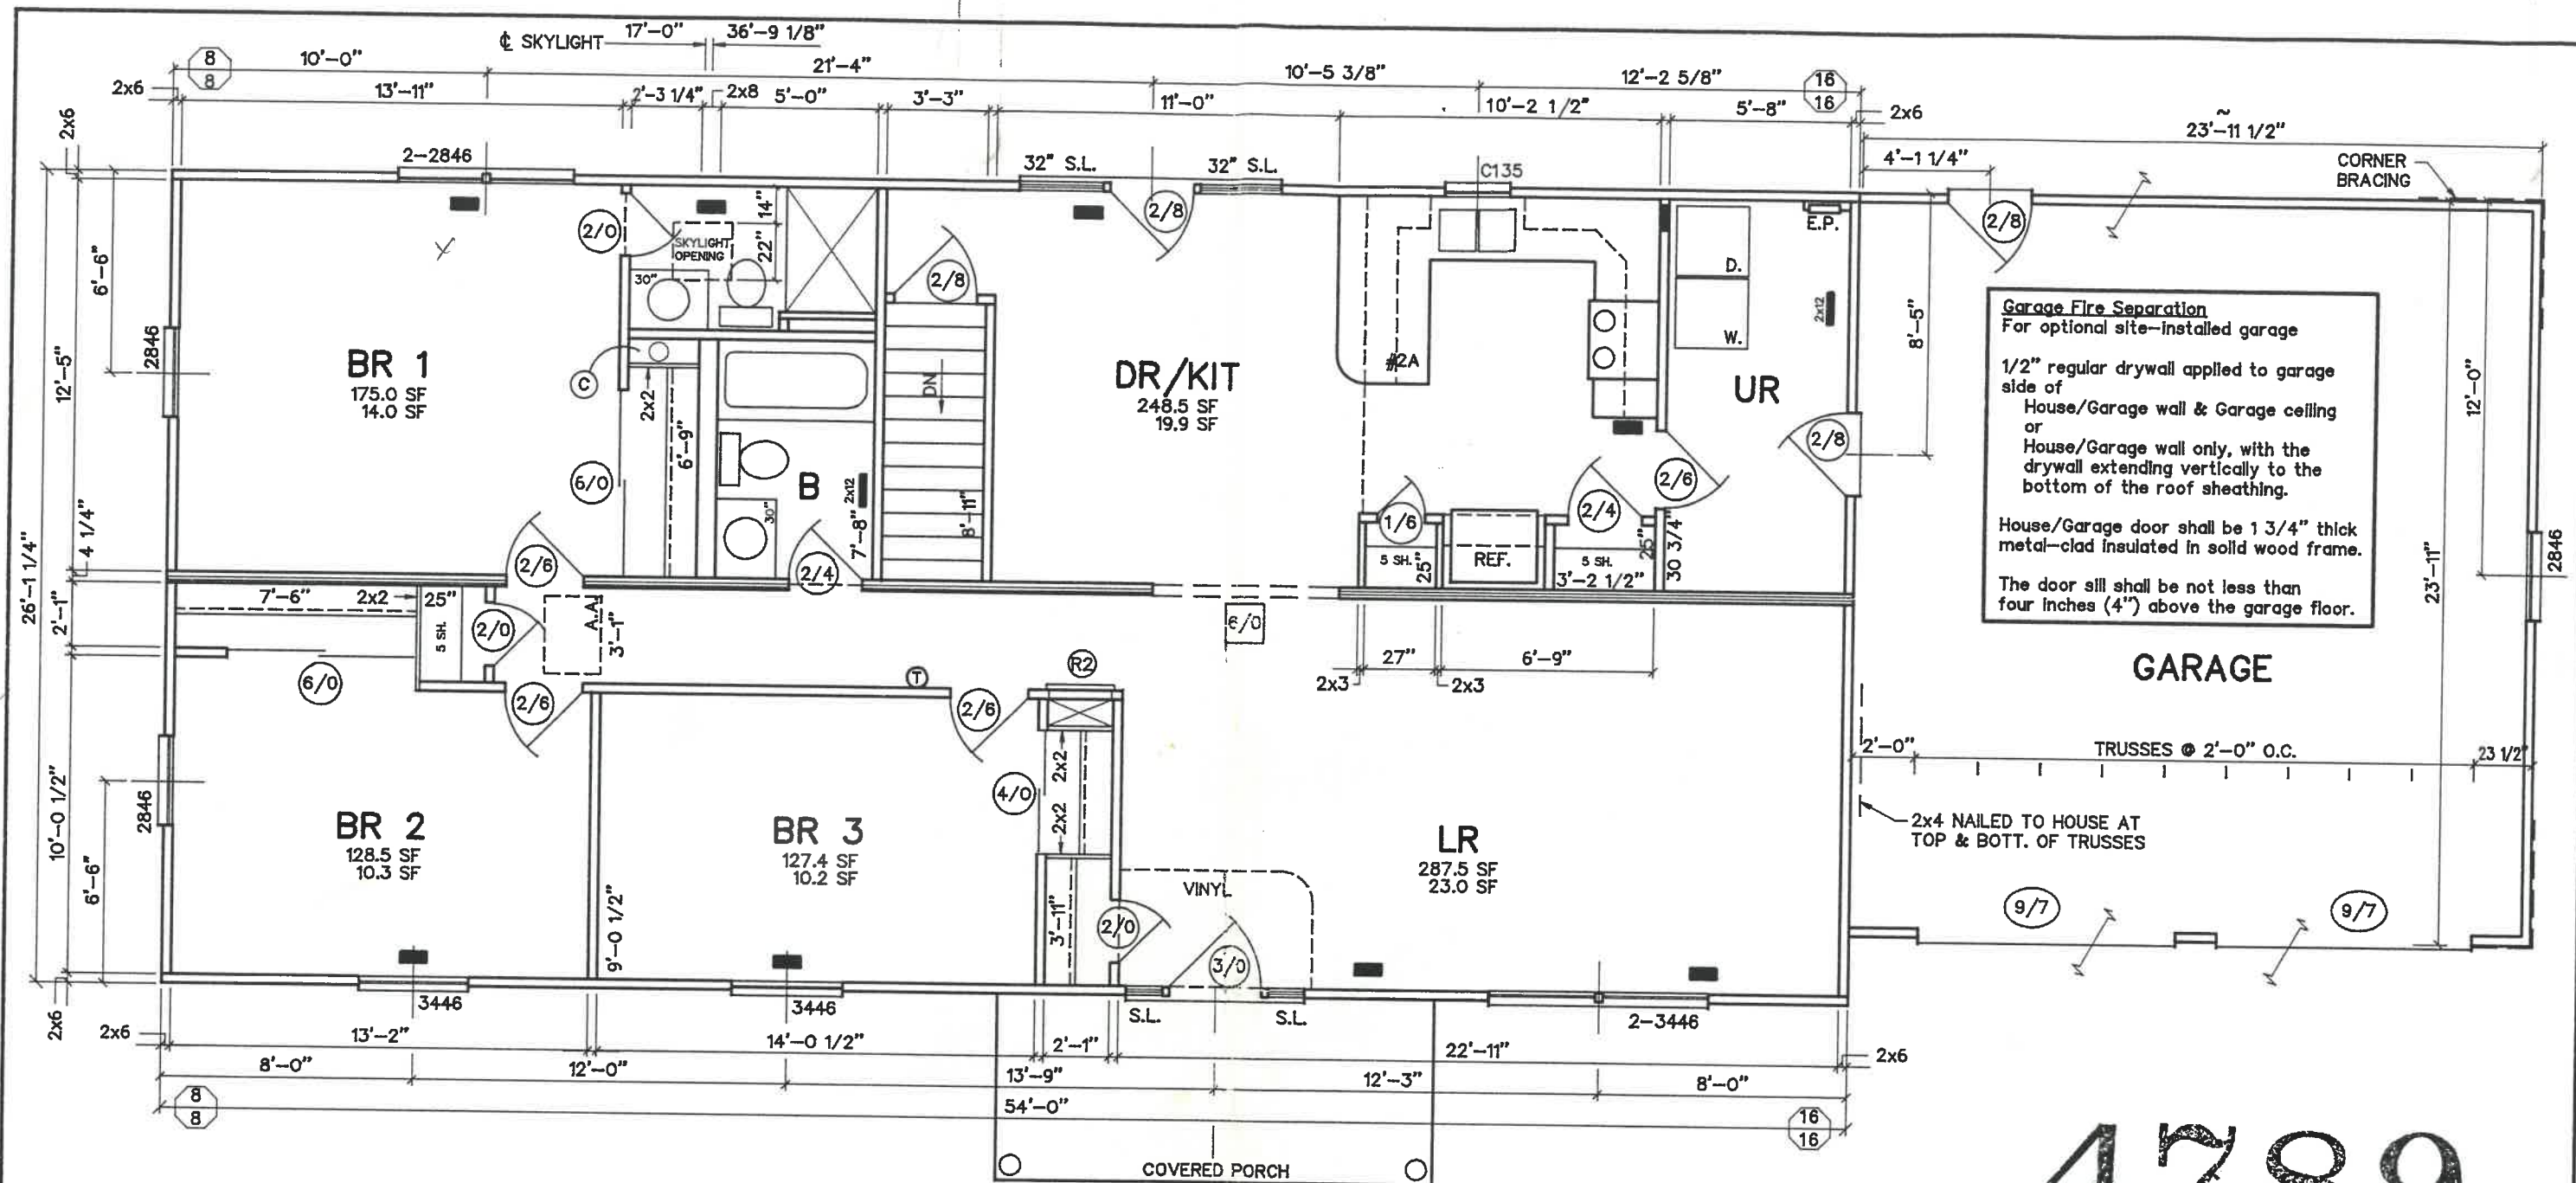 ℄ SKYLIGHT 17'-0" 36'-9 1/8"
8
8
10'-0" 21'-4" 10'-5 3/8" 12'-2 5/8"
16
16
2x6 13'-11" 2'-3 1/4" 2x8 5'-0" 3'-3" 11'-0" 10'-2 1/2" 5'-8" 2x6
~
23'-11 1/2"
4'-1 1/4"
CORNER
BRACING
2x6
2-2846
32" S.L.
32" S.L.
C135
2/0
14"
22"
SKYLIGHT
OPENING
30"
2/8
2/8
2/8
E.P.
D.
W.
2x12
8'-5"
6'-6"
2846
12'-5"
26'-1 1/4"
4 1/4"
2'-1"
10'-0 1/2"
6'-6"
2846
2x6
BR 1
175.0 SF
14.0 SF
C
2x2
6'-9"
6/0
B
2x12
30"
7'-8"
DN
8'-11"
DR/KIT
248.5 SF
19.9 SF
#2A
UR
2/8
2/6
1/6
2/4
5 SH.
25"
REF.
5 SH.
25"
3'-2 1/2"
30 3/4"
Garage Fire Separation
For optional site-installed garage
1/2" regular drywall applied to garage
side of
House/Garage wall & Garage ceiling
or
House/Garage wall only, with the
drywall extending vertically to the
bottom of the roof sheathing.
House/Garage door shall be 1 3/4" thick
metal-clad insulated in solid wood frame.
The door sill shall be not less than
four inches (4") above the garage floor.
12'-0"
2846
23'-11"
2/6
2/4
7'-6"
2x2
25"
5 SH.
2/0
A.A.
3'-1"
6/0
2/6
T
2/6
R2
6/0
27"
6'-9"
2x3
2x3
GARAGE
2'-0"
TRUSSES @ 2'-0" O.C.
23 1/2"
2x4 NAILED TO HOUSE AT
TOP & BOTT. OF TRUSSES
9/7
9/7
BR 2
128.5 SF
10.3 SF
9'-0 1/2"
BR 3
127.4 SF
10.2 SF
4/0
2x2
2x2
3'-11"
2/0
VINYL
3/0
LR
287.5 SF
23.0 SF
3446
3446
S.L.
S.L.
2-3446
2x6 13'-2" 14'-0 1/2" 2'-1" 22'-11" 2x6
8'-0" 12'-0" 13'-9" 12'-3" 8'-0"
8
8
54'-0"
16
16
COVERED PORCH
4789